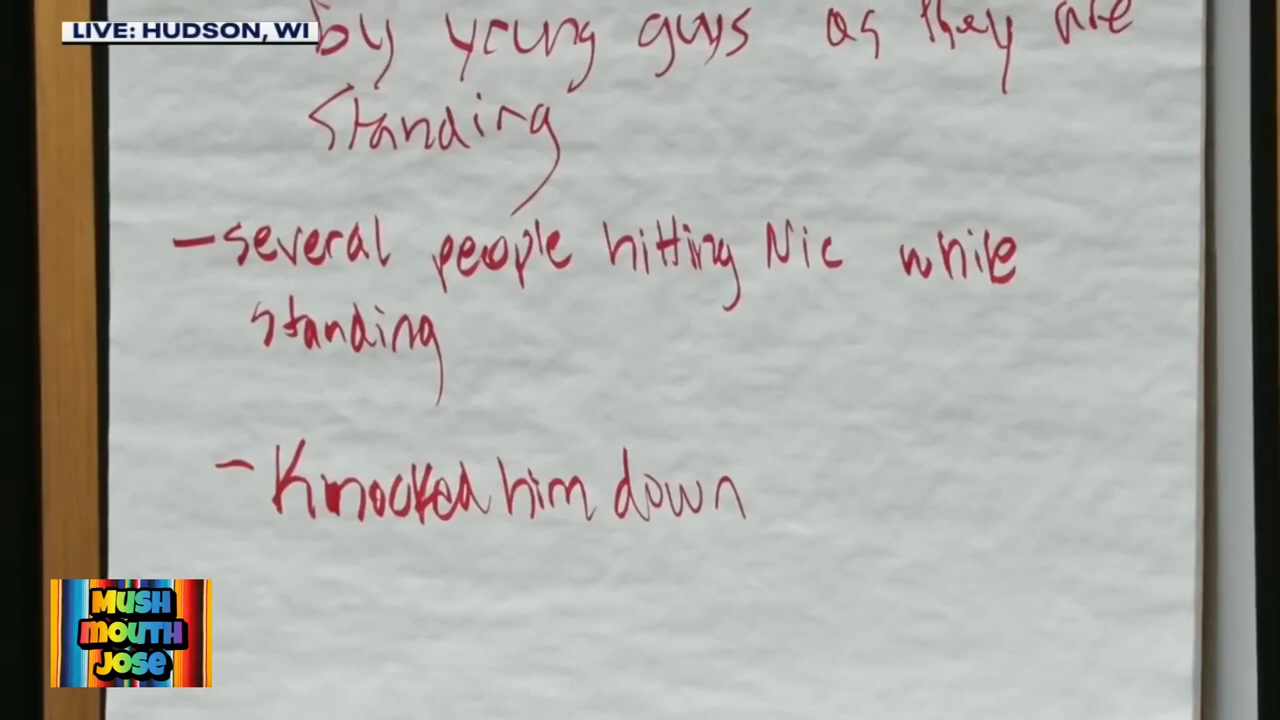 LIVE: HUDSON, WI
by young guys as they are
standing
- several people hitting Nic while
standing
- Knocked him down
MUSH
MOUTH
JOSE